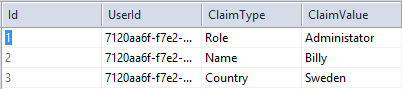 Id UserId ClaimType ClaimValue
1 7120aa6f-f7e2-... Role Administator
2 7120aa6f-f7e2-... Name Billy
3 7120aa6f-f7e2-... Country Sweden